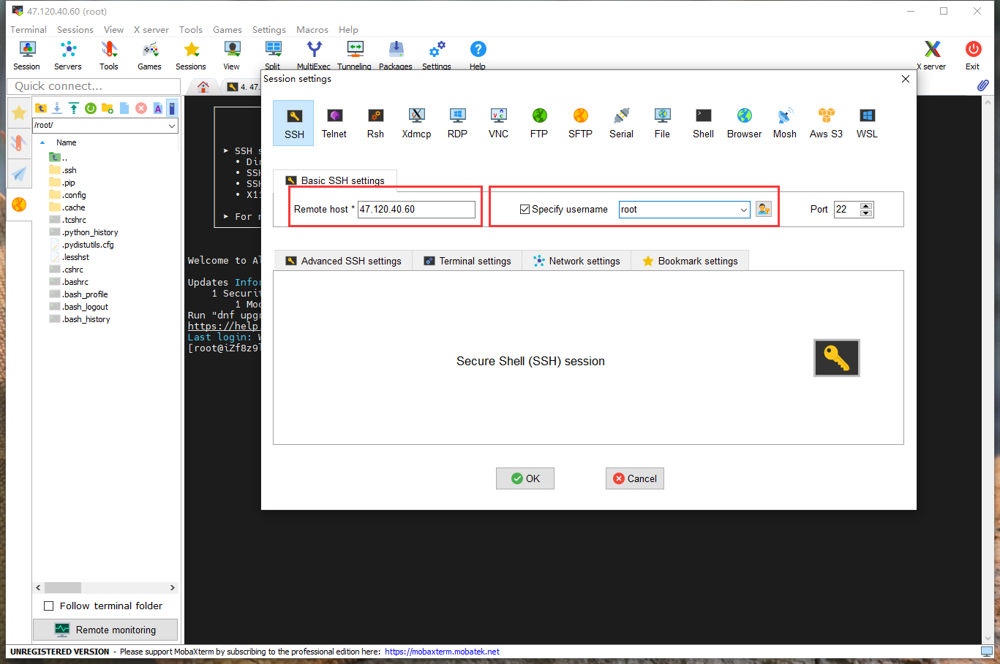 47.120.40.60 (root)
Terminal Sessions View X server Tools Games Settings Macros Help
Session Servers Tools Games Sessions View Split MultiExec Tunneling Packages Settings Help X server Exit
Quick connect...
4. 47.
Session settings
/root/
Name
..
.ssh
.pip
.config
.cache
.tcshrc
.python_history
.pydistutils.cfg
.lesshst
.cshrc
.bashrc
.bash_profile
.bash_logout
.bash_history
Follow terminal folder
Remote monitoring
► SSH
• SSH
• SSH
• X11
► For
Welcome to
Updates
1
1
Run "dnf
https://help
Last login:
[root@iZf8z9
SSH Telnet Rsh Xdmcp RDP VNC FTP SFTP Serial File Shell Browser Mosh Aws S3 WSL
Basic SSH settings
Remote host * 47.120.40.60 Specify username root Port 22
Advanced SSH settings Terminal settings Network settings Bookmark settings
Secure Shell (SSH) session
OK Cancel
UNREGISTERED VERSION - Please support MobaXterm by subscribing to the professional edition here: https://mobaxterm.mobatek.net